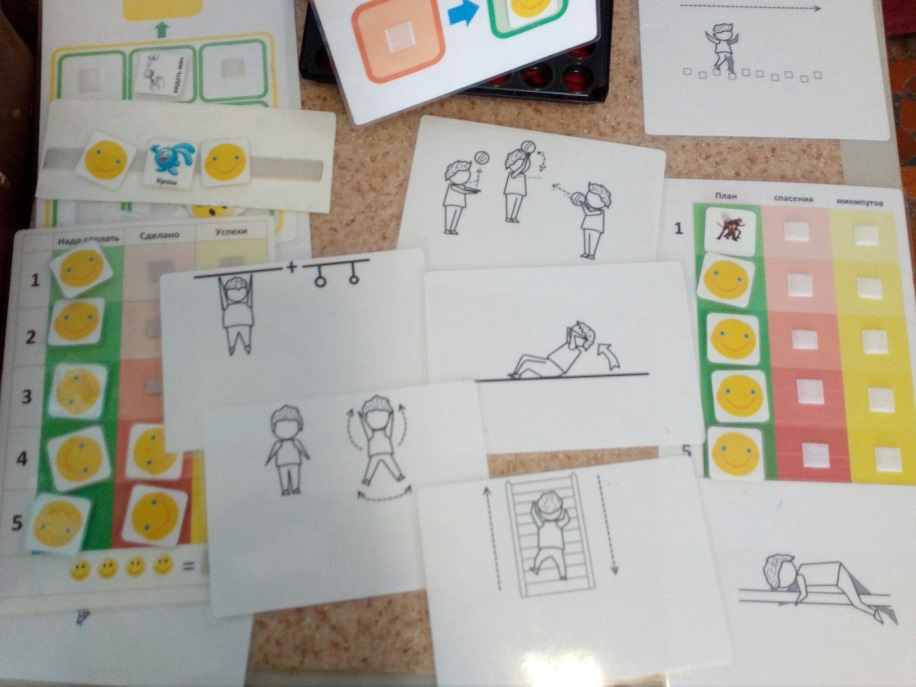 Крош
Надо сделать
Сделано
Успехи
1
2
3
4
5
+
=
План
спасения
минипутов
1
5